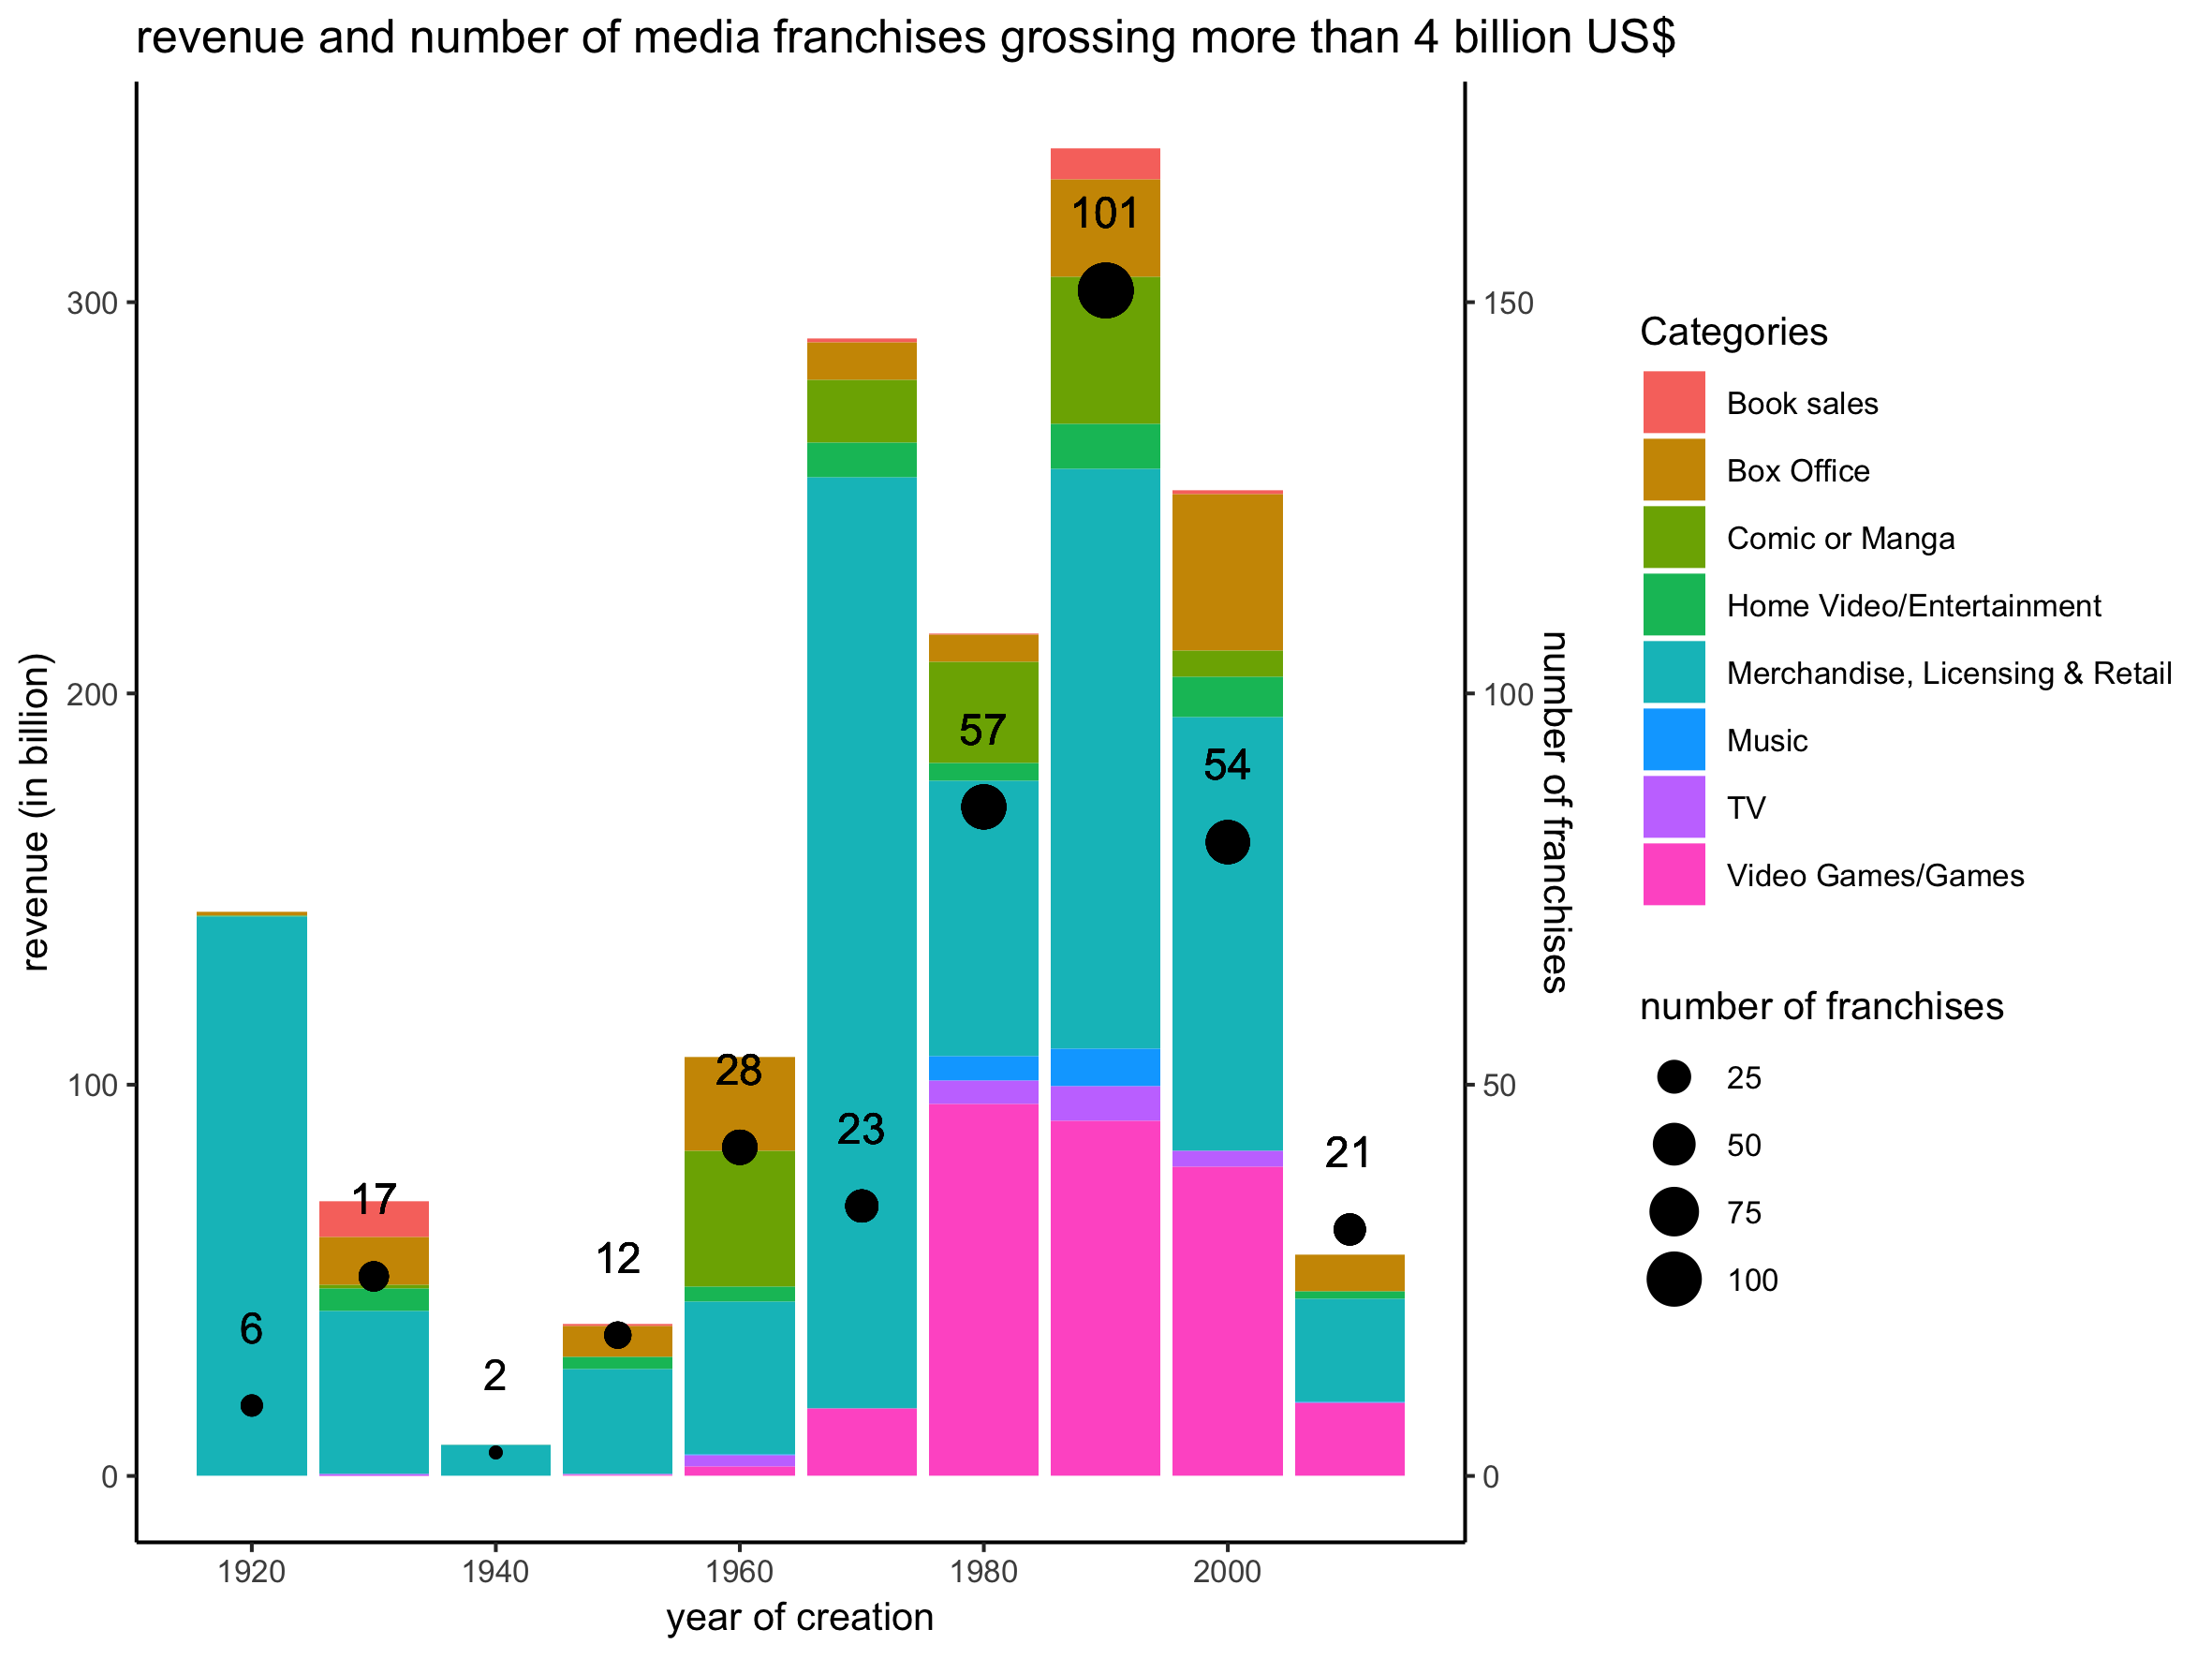 revenue and number of media franchises grossing more than 4 billion US$
revenue (in billion)
300
200
100
0
6
17
2
12
28
23
57
101
54
21
150
100
50
0
number of franchises
1920
1940
1960
1980
2000
year of creation
Categories
Book sales
Box Office
Comic or Manga
Home Video/Entertainment
Merchandise, Licensing & Retail
Music
TV
Video Games/Games
number of franchises
25
50
75
100